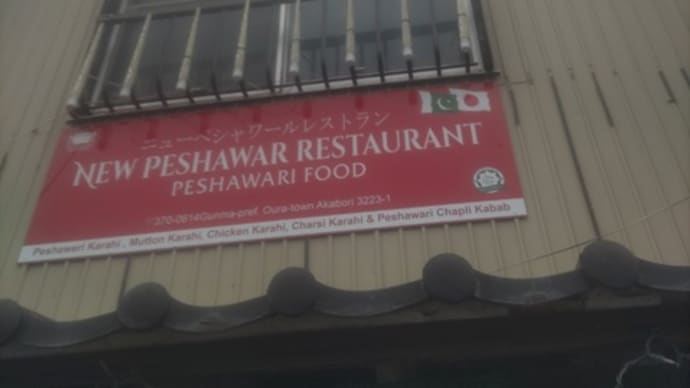 ニューペシャワールレストラン
NEW PESHAWAR RESTAURANT
PESHAWARI FOOD
〒370-0614Gunma-pref. Oura-town Akabori 3223-1
Peshaweri Karahi , Mutton Karahi, Chicken Karahi, Charsi Karahi & Peshawari Chapli Kabab